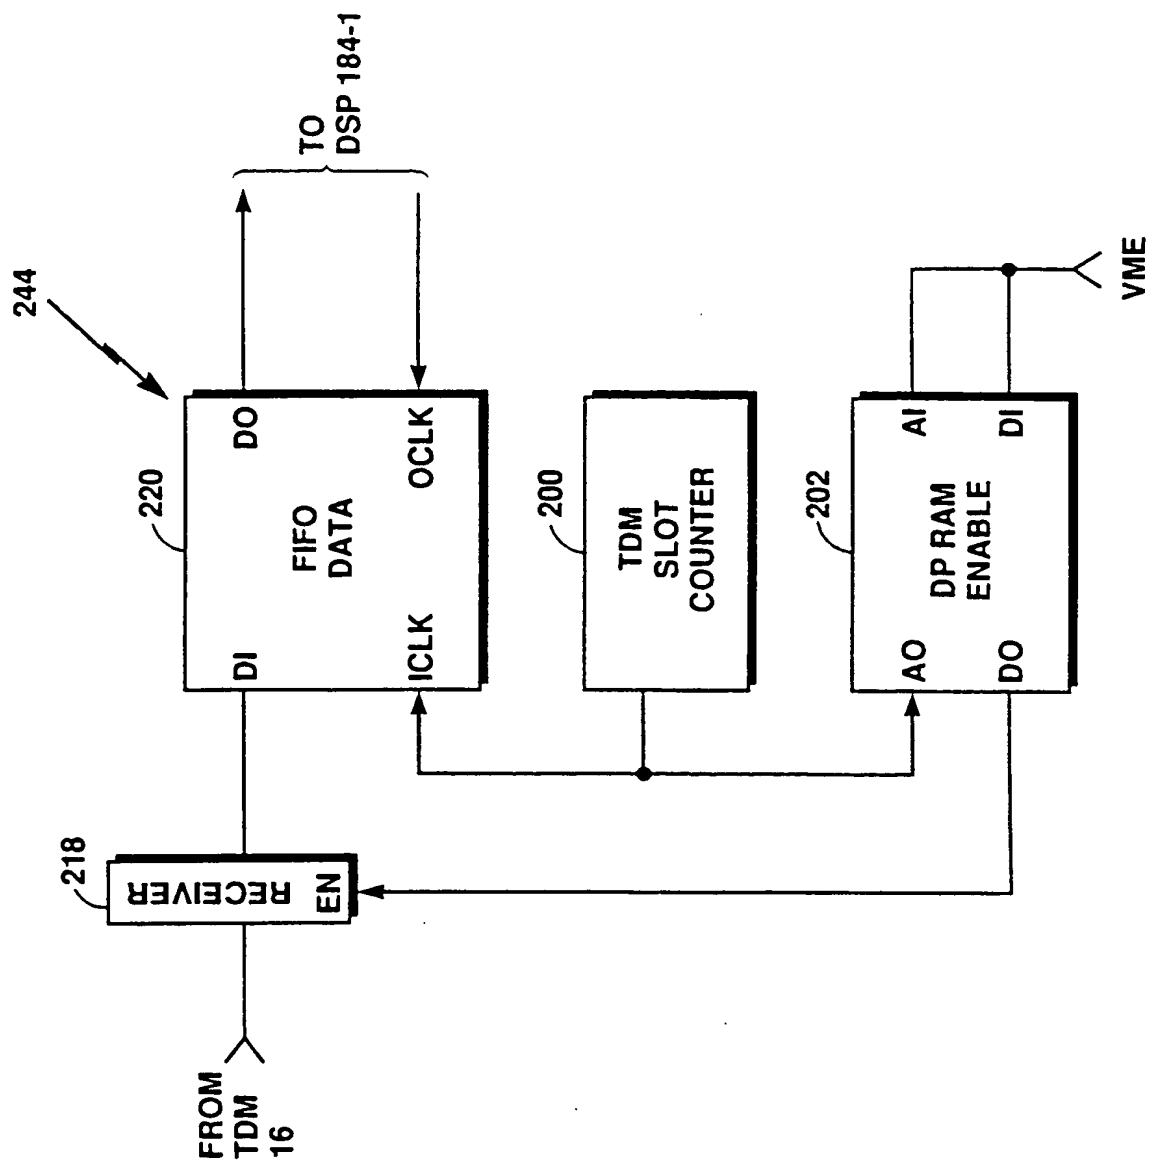 244
FROM
TDM
16
218
RECEIVER
EN
220
DI
DO
FIFO
DATA
ICLK
OCLK
TO
DSP 184-1
200
TDM
SLOT
COUNTER
202
AO
AI
DP RAM
ENABLE
DO
DI
VME